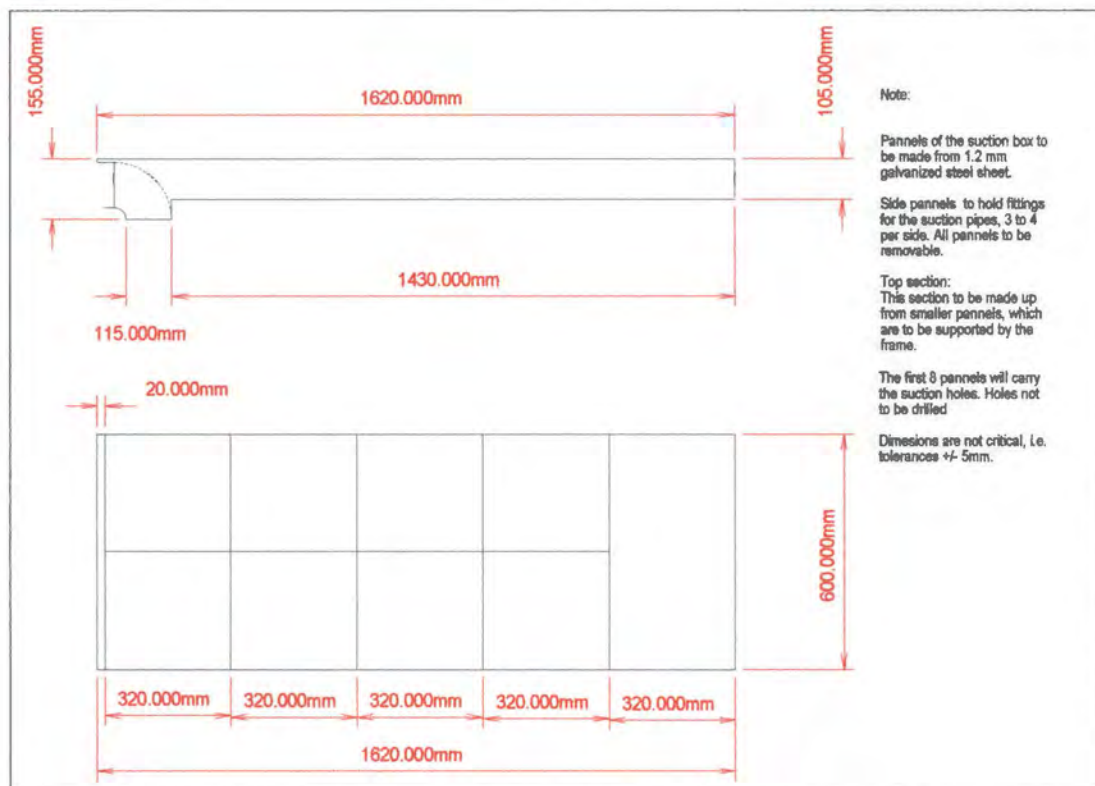 155.000mm
1620.000mm
105.000mm
1430.000mm
115.000mm
20.000mm
600.000mm
320.000mm 320.000mm 320.000mm 320.000mm 320.000mm
1620.000mm
Note:
Pannels of the suction box to
be made from 1.2 mm
galvanized steel sheet.
Side pannels to hold fittings
for the suction pipes, 3 to 4
per side. All pannels to be
removable.
Top section:
This section to be made up
from smaller pannels, which
are to be supported by the
frame.
The first 8 pannels will carry
the suction holes. Holes not
to be drilled
Dimesions are not critical, i.e.
tolerances +/- 5mm.